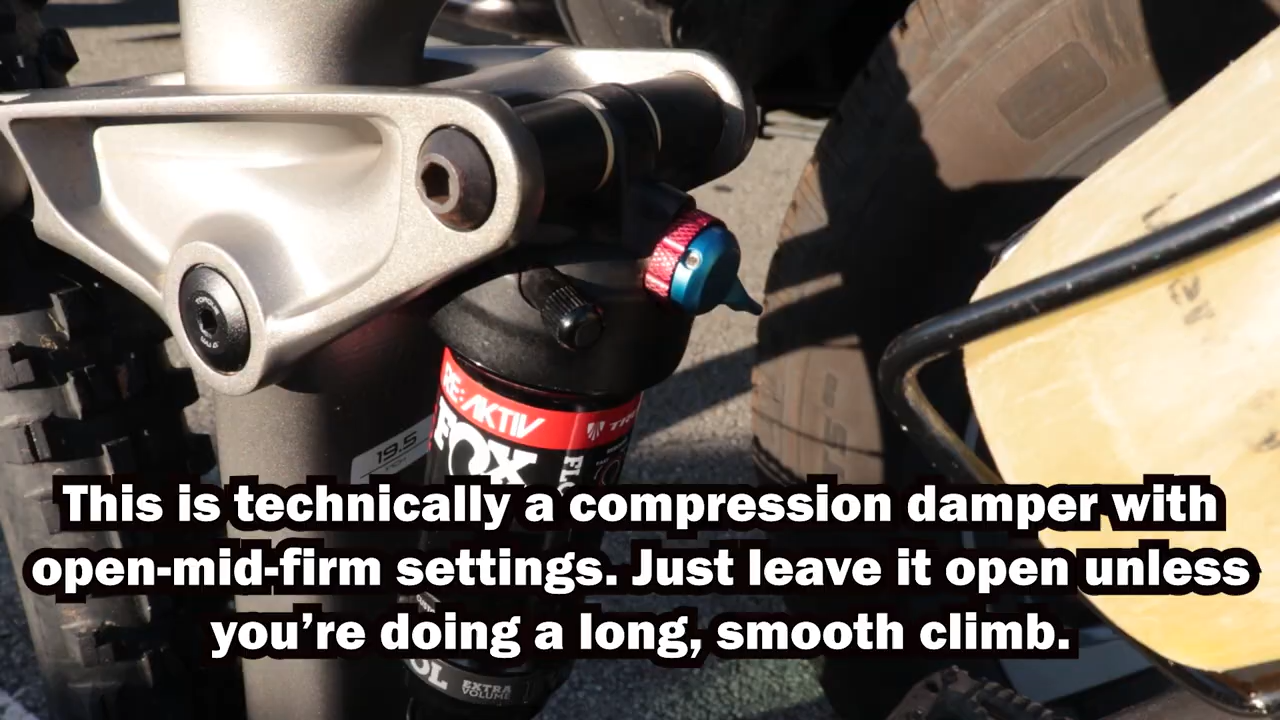 RE:AKTIV
FOX
19.5
This is technically a compression damper with
open-mid-firm settings. Just leave it open unless
you’re doing a long, smooth climb.
EXTRA
VOLUME